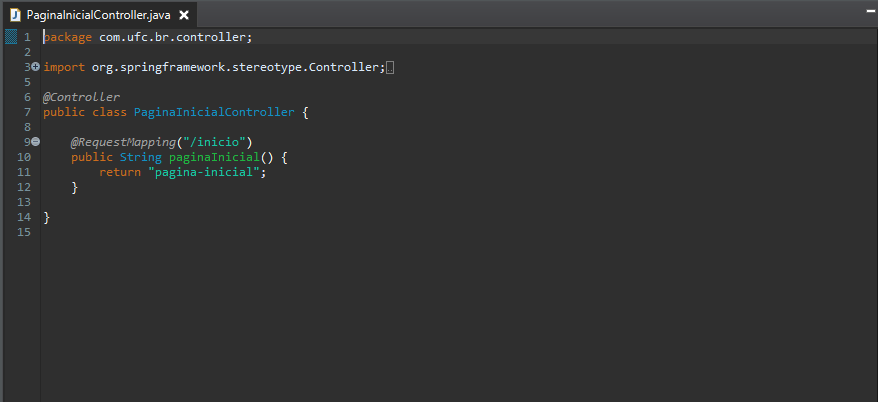 PaginaInicialController.java
1 package com.ufc.br.controller;
2
3 import org.springframework.stereotype.Controller;
5
6 @Controller
7 public class PaginaInicialController {
8
9 @RequestMapping("/inicio")
10 public String paginaInicial() {
11 return "pagina-inicial";
12 }
13
14 }
15